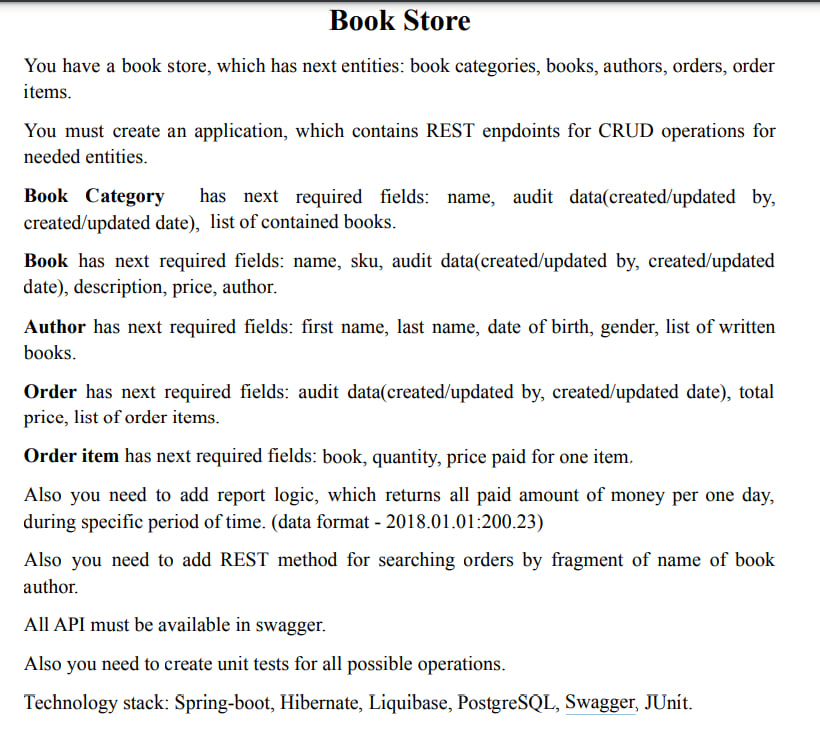 Book Store
You have a book store, which has next entities: book categories, books, authors, orders, order
items.
You must create an application, which contains REST enpdoints for CRUD operations for
needed entities.
Book Category has next required fields: name, audit data(created/updated by,
created/updated date), list of contained books.
Book has next required fields: name, sku, audit data(created/updated by, created/updated
date), description, price, author.
Author has next required fields: first name, last name, date of birth, gender, list of written
books.
Order has next required fields: audit data(created/updated by, created/updated date), total
price, list of order items.
Order item has next required fields: book, quantity, price paid for one item.
Also you need to add report logic, which returns all paid amount of money per one day,
during specific period of time. (data format - 2018.01.01:200.23)
Also you need to add REST method for searching orders by fragment of name of book
author.
All API must be available in swagger.
Also you need to create unit tests for all possible operations.
Technology stack: Spring-boot, Hibernate, Liquibase, PostgreSQL, Swagger, JUnit.